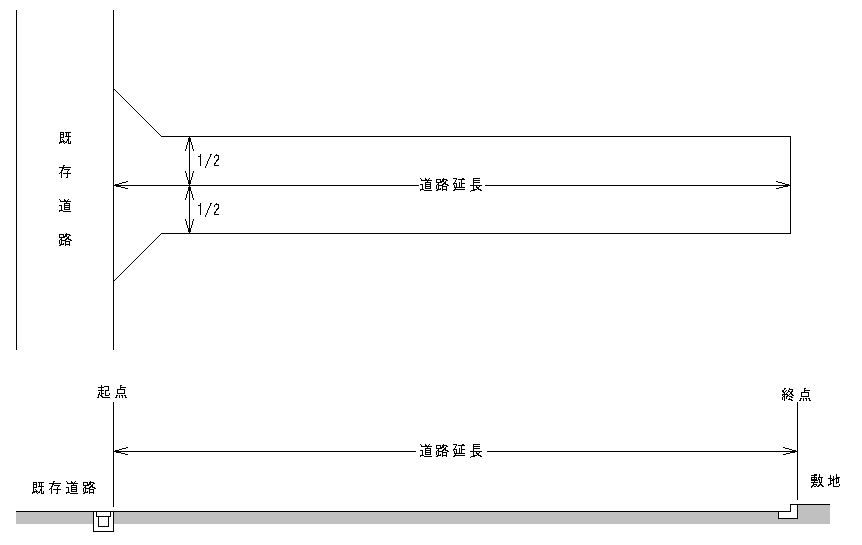 既存道路
1/2
道路延長
1/2
起点
終点
道路延長
既存道路
敷地